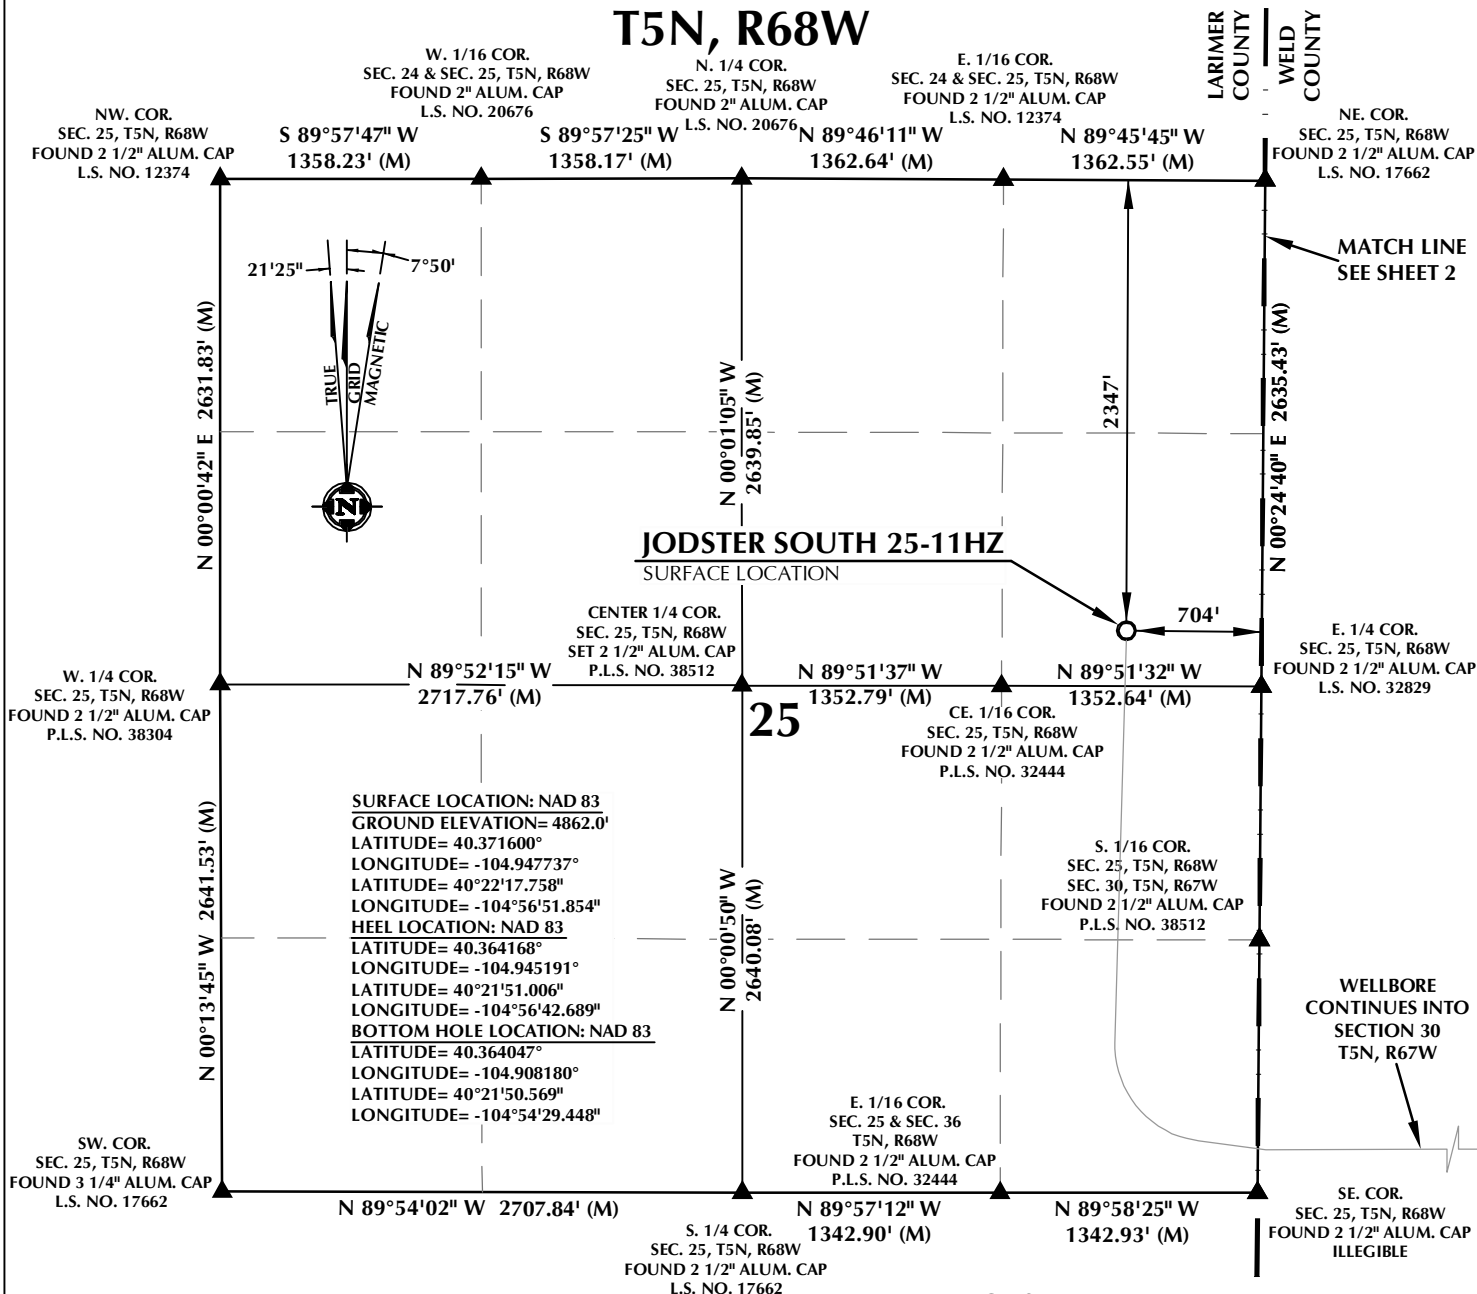 T5N, R68W
LARIMER
COUNTY
WELD
COUNTY
NW. COR.
SEC. 25, T5N, R68W
FOUND 2 1/2" ALUM. CAP
L.S. NO. 12374
W. 1/16 COR.
SEC. 24 & SEC. 25, T5N, R68W
FOUND 2" ALUM. CAP
L.S. NO. 20676
N. 1/4 COR.
SEC. 25, T5N, R68W
FOUND 2" ALUM. CAP
L.S. NO. 20676
E. 1/16 COR.
SEC. 24 & SEC. 25, T5N, R68W
FOUND 2 1/2" ALUM. CAP
L.S. NO. 12374
NE. COR.
SEC. 25, T5N, R68W
FOUND 2 1/2" ALUM. CAP
L.S. NO. 17662
S 89°57'47" W
1358.23' (M)
S 89°57'25" W
1358.17' (M)
N 89°46'11" W
1362.64' (M)
N 89°45'45" W
1362.55' (M)
MATCH LINE
SEE SHEET 2
21'25"
7°50'
TRUE
GRID
MAGNETIC
N
N 00°00'42" E 2631.83' (M)
N 00°01'05" W
2639.85' (M)
2347'
N 00°24'40" E 2635.43' (M)
JODSTER SOUTH 25-11HZ
SURFACE LOCATION
704'
CENTER 1/4 COR.
SEC. 25, T5N, R68W
SET 2 1/2" ALUM. CAP
P.L.S. NO. 38512
E. 1/4 COR.
SEC. 25, T5N, R68W
FOUND 2 1/2" ALUM. CAP
L.S. NO. 32829
W. 1/4 COR.
SEC. 25, T5N, R68W
FOUND 2 1/2" ALUM. CAP
P.L.S. NO. 38304
N 89°52'15" W
2717.76' (M)
N 89°51'37" W
1352.79' (M)
N 89°51'32" W
1352.64' (M)
25
CE. 1/16 COR.
SEC. 25, T5N, R68W
FOUND 2 1/2" ALUM. CAP
P.L.S. NO. 32444
SURFACE LOCATION: NAD 83
GROUND ELEVATION= 4862.0'
LATITUDE= 40.371600°
LONGITUDE= -104.947737°
LATITUDE= 40°22'17.758"
LONGITUDE= -104°56'51.854"
HEEL LOCATION: NAD 83
LATITUDE= 40.364168°
LONGITUDE= -104.945191°
LATITUDE= 40°21'51.006"
LONGITUDE= -104°56'42.689"
BOTTOM HOLE LOCATION: NAD 83
LATITUDE= 40.364047°
LONGITUDE= -104.908180°
LATITUDE= 40°21'50.569"
LONGITUDE= -104°54'29.448"
N 00°13'45" W 2641.53' (M)
N 00°00'50" W
2640.08' (M)
S. 1/16 COR.
SEC. 25, T5N, R68W
SEC. 30, T5N, R67W
FOUND 2 1/2" ALUM. CAP
P.L.S. NO. 38512
WELLBORE
CONTINUES INTO
SECTION 30
T5N, R67W
E. 1/16 COR.
SEC. 25 & SEC. 36
T5N, R68W
FOUND 2 1/2" ALUM. CAP
P.L.S. NO. 32444
SW. COR.
SEC. 25, T5N, R68W
FOUND 3 1/4" ALUM. CAP
L.S. NO. 17662
N 89°54'02" W 2707.84' (M)
N 89°57'12" W
1342.90' (M)
N 89°58'25" W
1342.93' (M)
SE. COR.
SEC. 25, T5N, R68W
FOUND 2 1/2" ALUM. CAP
ILLEGIBLE
S. 1/4 COR.
SEC. 25, T5N, R68W
FOUND 2 1/2" ALUM. CAP
L.S. NO. 17662